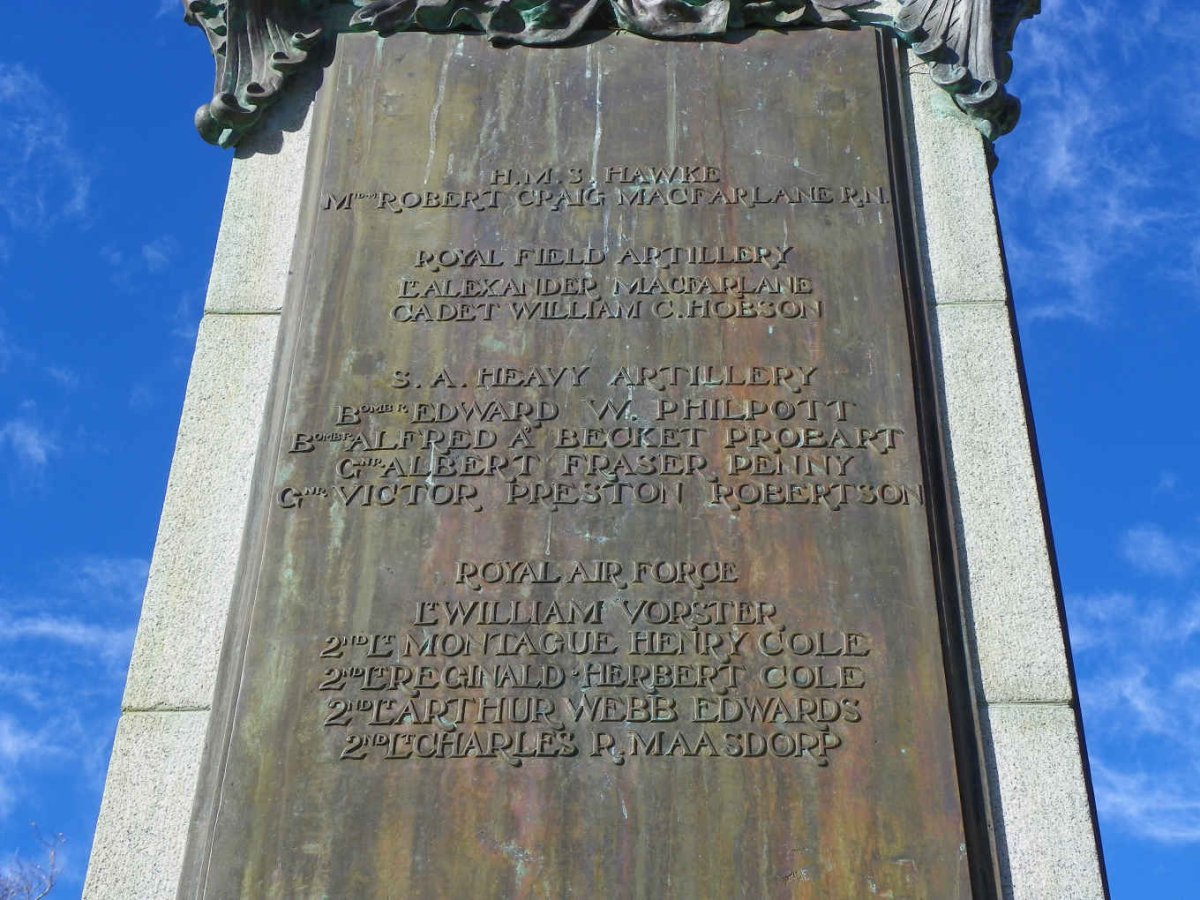 H.M.S. HAWKE
MIDMN ROBERT CRAIG MACFARLANE R.N.
ROYAL FIELD ARTILLERY
LT ALEXANDER MACFARLANE
CADET WILLIAM C. HOBSON
S.A. HEAVY ARTILLERY
BOMBR EDWARD W. PHILPOTT
BOMBR ALFRED À BECKET PROBART
GNR ALBERT FRASER PENNY
GNR VICTOR PRESTON ROBERTSON
ROYAL AIR FORCE
LT WILLIAM VORSTER
2ND LT MONTAGUE HENRY COLE
2ND LT REGINALD HERBERT COLE
2ND LT ARTHUR WEBB EDWARDS
2ND LT CHARLES R. MAASDORP